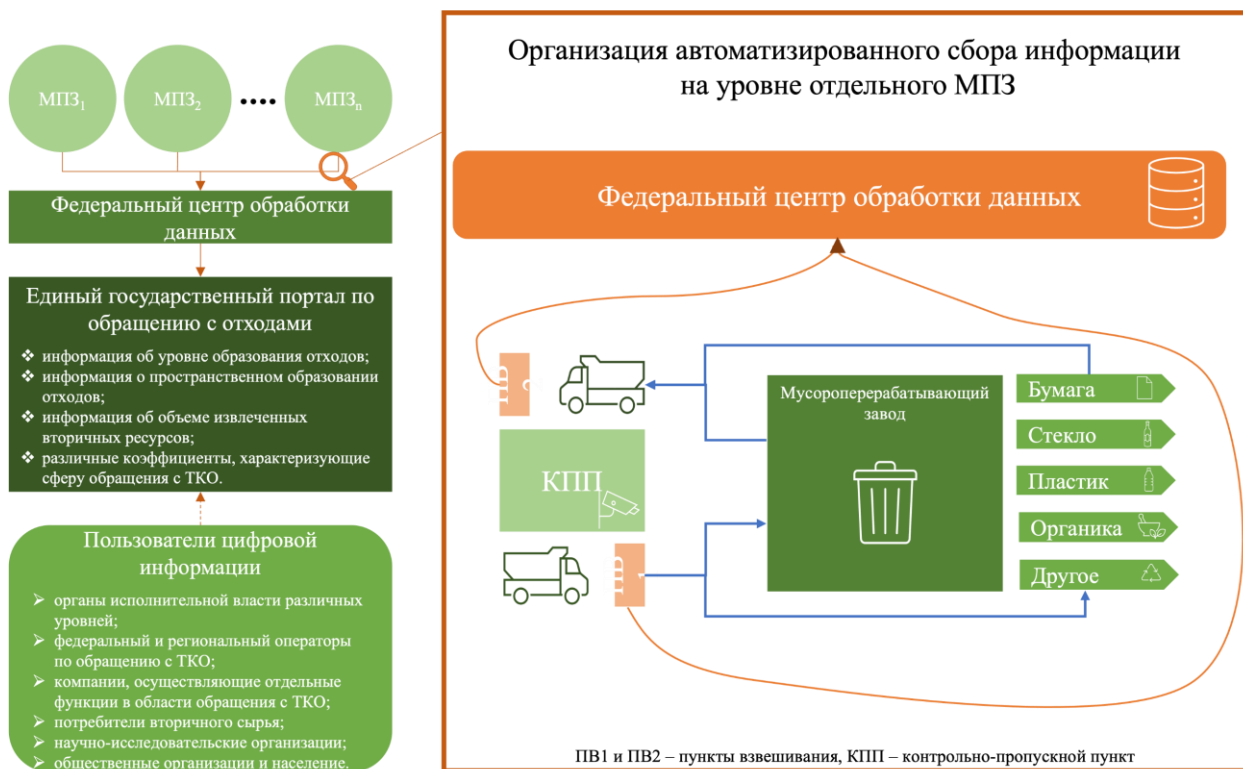 МПЗ₁
МПЗ₂
....
МПЗₙ
Федеральный центр обработки
данных
Единый государственный портал по
обращению с отходами
❖ информация об уровне образования отходов;
❖ информация о пространственном образовании
отходов;
❖ информация об объеме извлеченных
вторичных ресурсов;
❖ различные коэффициенты, характеризующие
сферу обращения с ТКО.
Пользователи цифровой
информации
➢ органы исполнительной власти различных
уровней;
➢ федеральный и региональный операторы
по обращению с ТКО;
➢ компании, осуществляющие отдельные
функции в области обращения с ТКО;
➢ потребители вторичного сырья;
➢ научно-исследовательские организации;
➢ общественные организации и население.
Организация автоматизированного сбора информации
на уровне отдельного МПЗ
Федеральный центр обработки данных
КПП
Мусороперерабатывающий
завод
Бумага
Стекло
Пластик
Органика
Другое
ПВ1 и ПВ2 – пункты взвешивания, КПП – контрольно-пропускной пункт